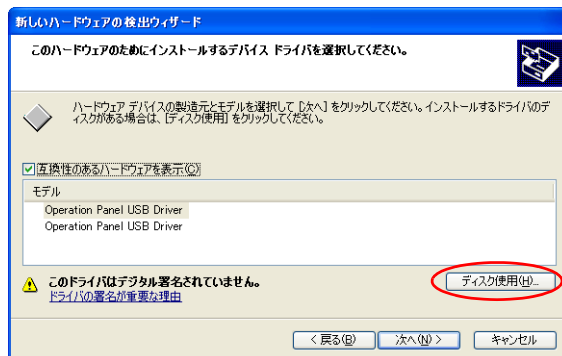 新しいハードウェアの検出ウィザード
このハードウェアのためにインストールするデバイス ドライバを選択してください。
ハードウェア デバイスの製造元とモデルを選択して [次へ] をクリックしてください。インストールするドライバのデ
ィスクがある場合は、[ディスク使用] をクリックしてください。
互換性のあるハードウェアを表示(C)
モデル
Operation Panel USB Driver
Operation Panel USB Driver
このドライバはデジタル署名されていません。
ドライバの署名が重要な理由
ディスク使用(H)...
< 戻る(B)
次へ(N) >
キャンセル